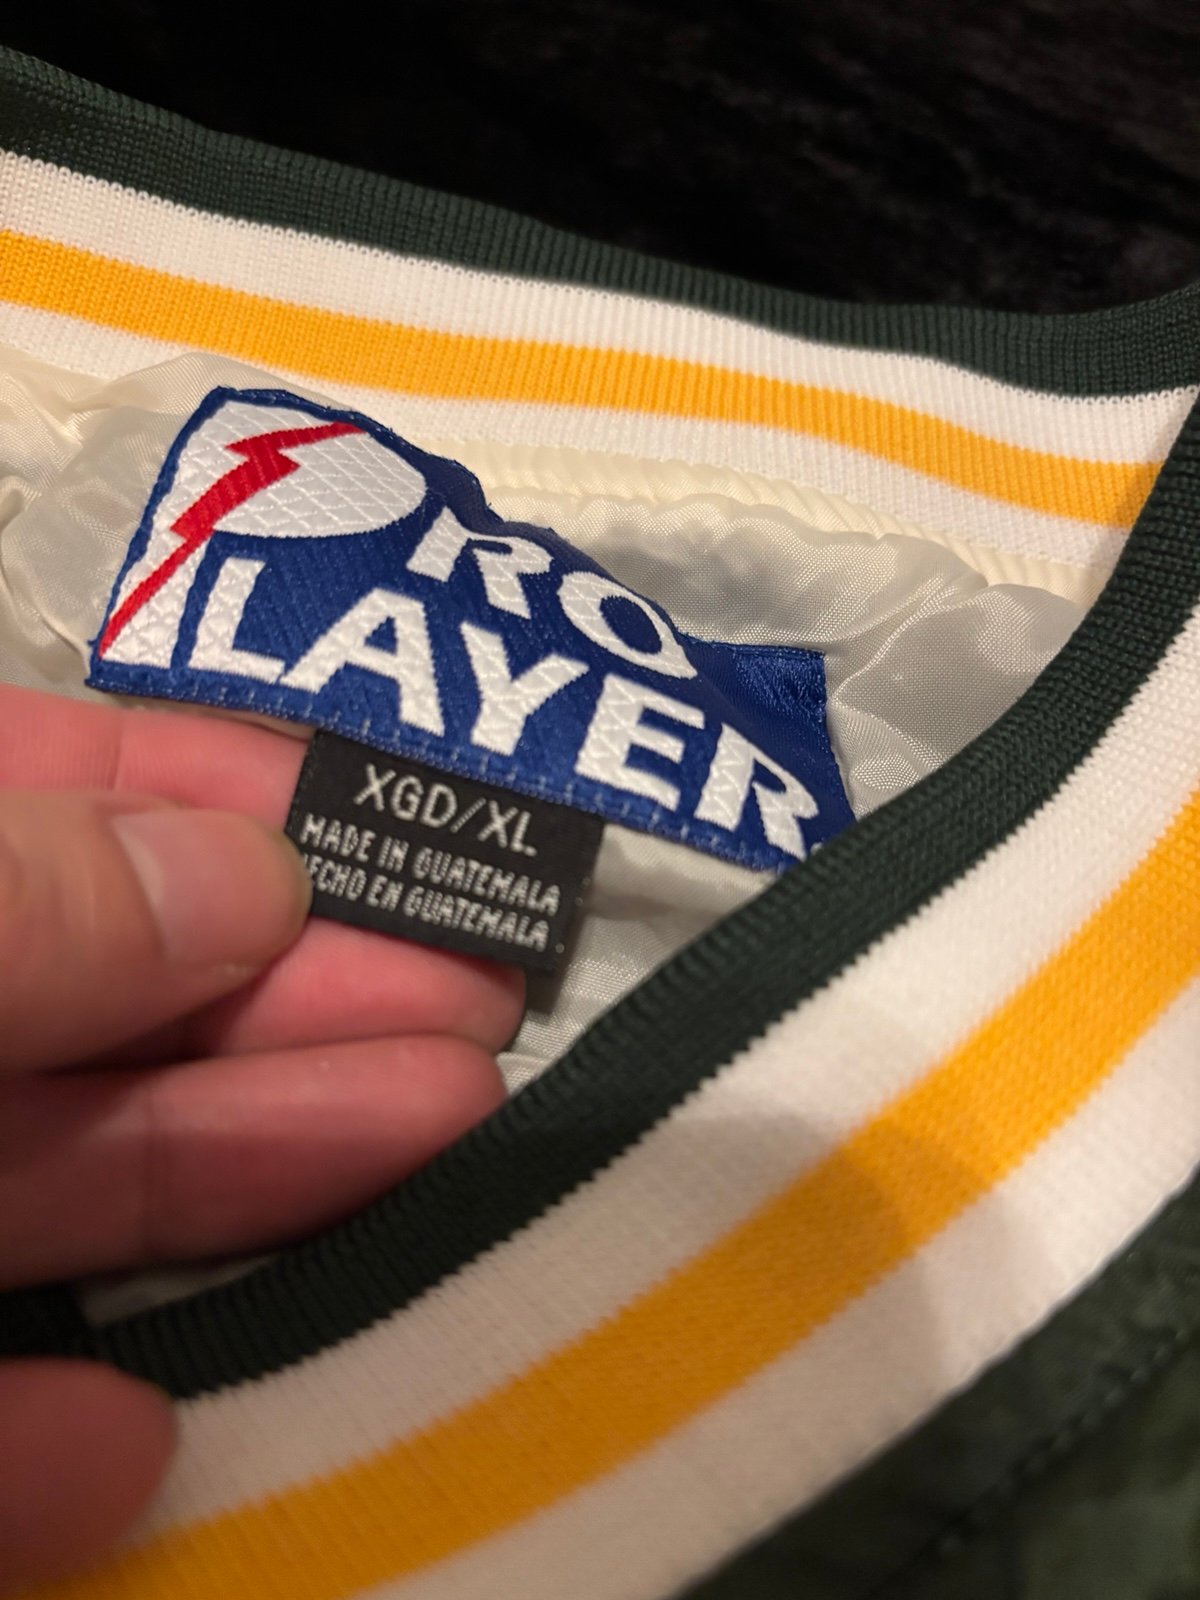 PRO
PLAYER
XGD/XL
MADE IN GUATEMALA
HECHO EN GUATEMALA